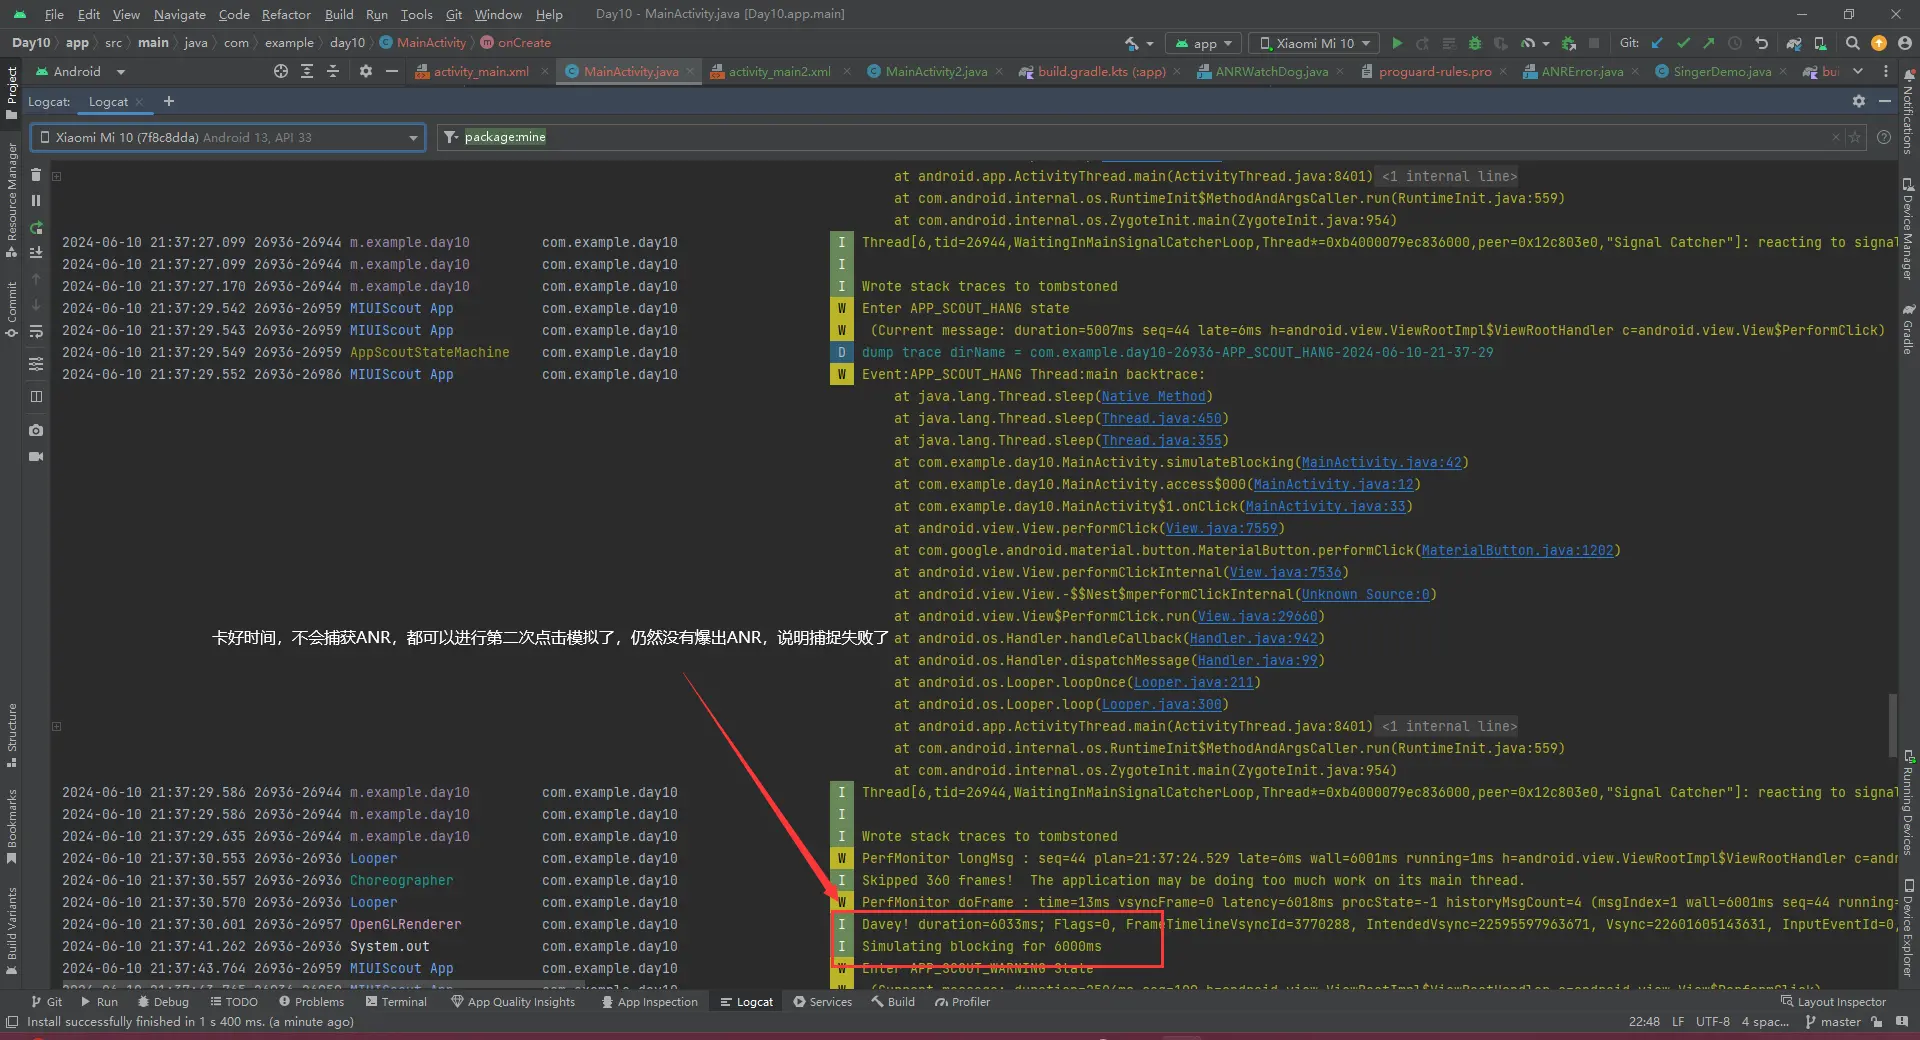 File Edit View Navigate Code Refactor Build Run Tools Git Window Help Day10 - MainActivity.java [Day10.app.main]
Day10 app src main java com example day10 MainActivity onCreate app Xiaomi Mi 10 Git:
Android activity_main.xml MainActivity.java activity_main2.xml MainActivity2.java build.gradle.kts (:app) ANRWatchDog.java proguard-rules.pro ANRError.java SingerDemo.java bui
Logcat: Logcat
Xiaomi Mi 10 (7f8c8dda) Android 13, API 33 package:mine
at android.app.ActivityThread.main(ActivityThread.java:8401) <1 internal line>
at com.android.internal.os.RuntimeInit$MethodAndArgsCaller.run(RuntimeInit.java:559)
at com.android.internal.os.ZygoteInit.main(ZygoteInit.java:954)
2024-06-10 21:37:27.099 26936-26944 m.example.day10 com.example.day10 I Thread[6,tid=26944,WaitingInMainSignalCatcherLoop,Thread*=0xb4000079ec836000,peer=0x12c803e0,"Signal Catcher"]: reacting to signal
2024-06-10 21:37:27.099 26936-26944 m.example.day10 com.example.day10 I
2024-06-10 21:37:27.170 26936-26944 m.example.day10 com.example.day10 I Wrote stack traces to tombstoned
2024-06-10 21:37:29.542 26936-26959 MIUIScout App com.example.day10 W Enter APP_SCOUT_HANG state
2024-06-10 21:37:29.543 26936-26959 MIUIScout App com.example.day10 W (Current message: duration=5007ms seq=44 late=6ms h=android.view.ViewRootImpl$ViewRootHandler c=android.view.View$PerformClick)
2024-06-10 21:37:29.549 26936-26959 AppScoutStateMachine com.example.day10 D dump trace dirName = com.example.day10-26936-APP_SCOUT_HANG-2024-06-10-21-37-29
2024-06-10 21:37:29.552 26936-26986 MIUIScout App com.example.day10 W Event:APP_SCOUT_HANG Thread:main backtrace:
at java.lang.Thread.sleep(Native Method)
at java.lang.Thread.sleep(Thread.java:450)
at java.lang.Thread.sleep(Thread.java:355)
at com.example.day10.MainActivity.simulateBlocking(MainActivity.java:42)
at com.example.day10.MainActivity.access$000(MainActivity.java:12)
at com.example.day10.MainActivity$1.onClick(MainActivity.java:33)
at android.view.View.performClick(View.java:7559)
at com.google.android.material.button.MaterialButton.performClick(MaterialButton.java:1202)
at android.view.View.performClickInternal(View.java:7536)
at android.view.View.-$$Nest$mperformClickInternal(Unknown Source:0)
at android.view.View$PerformClick.run(View.java:29660)
卡好时间，不会捕获ANR，都可以进行第二次点击模拟了，仍然没有爆出ANR，说明捕捉失败了
at android.os.Handler.handleCallback(Handler.java:942)
at android.os.Handler.dispatchMessage(Handler.java:99)
at android.os.Looper.loopOnce(Looper.java:211)
at android.os.Looper.loop(Looper.java:300)
at android.app.ActivityThread.main(ActivityThread.java:8401) <1 internal line>
at com.android.internal.os.RuntimeInit$MethodAndArgsCaller.run(RuntimeInit.java:559)
at com.android.internal.os.ZygoteInit.main(ZygoteInit.java:954)
2024-06-10 21:37:29.586 26936-26944 m.example.day10 com.example.day10 I Thread[6,tid=26944,WaitingInMainSignalCatcherLoop,Thread*=0xb4000079ec836000,peer=0x12c803e0,"Signal Catcher"]: reacting to signal
2024-06-10 21:37:29.586 26936-26944 m.example.day10 com.example.day10 I
2024-06-10 21:37:29.635 26936-26944 m.example.day10 com.example.day10 I Wrote stack traces to tombstoned
2024-06-10 21:37:30.553 26936-26936 Looper com.example.day10 W PerfMonitor longMsg : seq=44 plan=21:37:24.529 late=6ms wall=6001ms running=1ms h=android.view.ViewRootImpl$ViewRootHandler c=and
2024-06-10 21:37:30.557 26936-26936 Choreographer com.example.day10 I Skipped 360 frames! The application may be doing too much work on its main thread.
2024-06-10 21:37:30.570 26936-26936 Looper com.example.day10 W PerfMonitor doFrame : time=13ms vsyncFrame=0 latency=6018ms procState=-1 historyMsgCount=4 (msgIndex=1 wall=6001ms seq=44 running=
2024-06-10 21:37:30.601 26936-26957 OpenGLRenderer com.example.day10 I Davey! duration=6033ms; Flags=0, FrameTimelineVsyncId=3770288, IntendedVsync=22595597963671, Vsync=22601605143631, InputEventId=0,
2024-06-10 21:37:41.262 26936-26936 System.out com.example.day10 I Simulating blocking for 6000ms
2024-06-10 21:37:43.764 26936-26959 MIUIScout App com.example.day10 W Enter APP_SCOUT_WARNING state
Git Run Debug TODO Problems Terminal App Quality Insights App Inspection Logcat Services Build Profiler Layout Inspector
Install successfully finished in 1 s 400 ms. (a minute ago) 22:48 LF UTF-8 4 spac... master
Project
Resource Manager
Commit
Structure
Bookmarks
Build Variants
Notifications
Device Manager
Gradle
Running Devices
Device Explorer